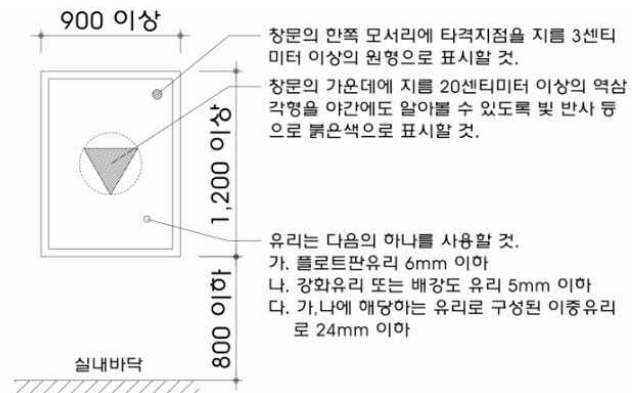 900 이상
창문의 한쪽 모서리에 타격지점을 지름 3센티
미터 이상의 원형으로 표시할 것.
창문의 가운데에 지름 20센티미터 이상의 역삼
각형을 야간에도 알아볼 수 있도록 빛 반사 등
으로 붉은색으로 표시할 것.
1,200 이상
유리는 다음의 하나를 사용할 것.
가. 플로트판유리 6mm 이하
나. 강화유리 또는 배강도 유리 5mm 이하
다. 가,나에 해당하는 유리로 구성된 이중유리
로 24mm 이하
800 이하
실내바닥